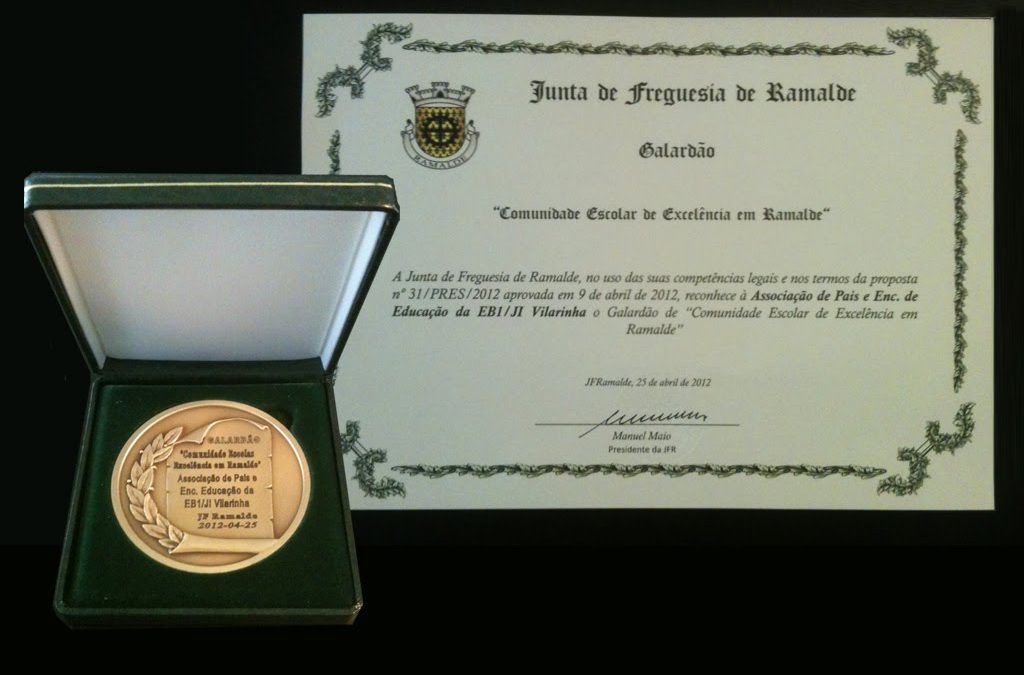 Junta de Freguesia de Ramalde
RAMALDE
Galardão
"Comunidade Escolar de Excelência em Ramalde"
A Junta de Freguesia de Ramalde, no uso das suas competências legais e nos termos da proposta
nº 31/PRES/2012 aprovada em 9 de abril de 2012, reconhece à Associação de Pais e Enc. de
Educação da EB1/JI Vilarinha o Galardão de "Comunidade Escolar de Excelência em
Ramalde"
JFRamalde, 25 de abril de 2012
Manuel Maio
Presidente da JFR
GALARDÃO
"Comunidade Escolar
Excelência em Ramalde"
Associação de Pais e
Enc. Educação da
EB1/JI Vilarinha
JF Ramalde
2012-04-25